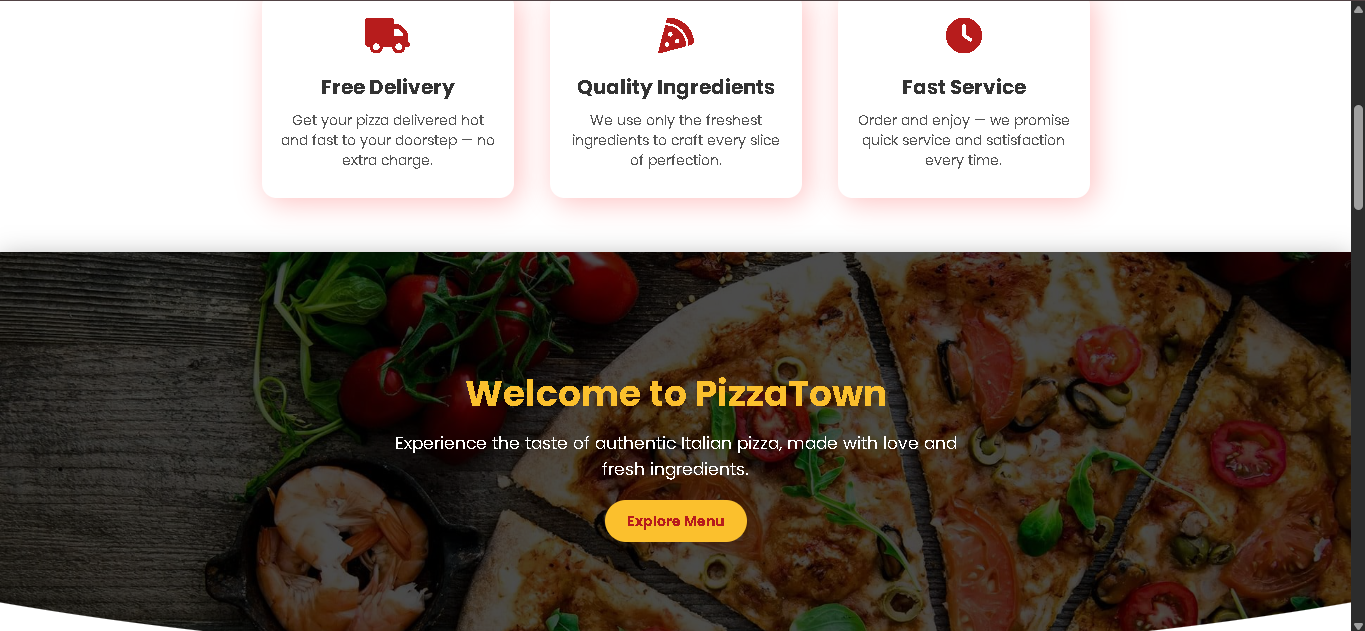 Free Delivery
Get your pizza delivered hot
and fast to your doorstep — no
extra charge.
Quality Ingredients
We use only the freshest
ingredients to craft every slice
of perfection.
Fast Service
Order and enjoy — we promise
quick service and satisfaction
every time.
Welcome to PizzaTown
Experience the taste of authentic Italian pizza, made with love and
fresh ingredients.
Explore Menu